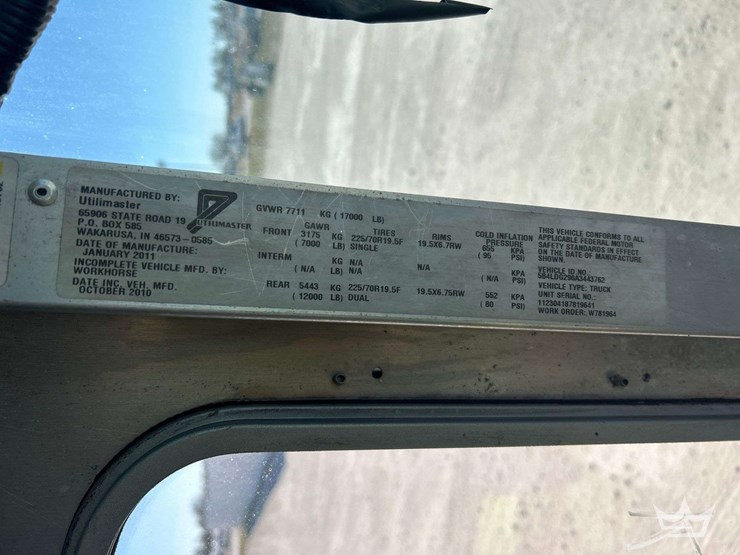 MANUFACTURED BY:
Utilimaster
65906 STATE ROAD 19
P.O. BOX 585
WAKARUSA, IN 46573-0585
DATE OF MANUFACTURE:
JANUARY 2011
INCOMPLETE VEHICLE MFD. BY:
WORKHORSE
DATE INC. VEH. MFD.
OCTOBER 2010
UTILIMASTER
GVWR 7711 KG ( 17000 LB)
GAWR TIRES RIMS COLD INFLATION PRESSURE
FRONT 3175 KG 225/70R19.5F 19.5X6.7RW 655 KPA
( 7000 LB) SINGLE ( 95 PSI)
INTERM KG N/A N/A KPA
( N/A LB) N/A ( N/A PSI)
REAR 5443 KG 225/70R19.5F 19.5X6.75RW 552 KPA
( 12000 LB) DUAL ( 80 PSI)
THIS VEHICLE CONFORMS TO ALL
APPLICABLE FEDERAL MOTOR
SAFETY STANDARDS IN EFFECT
ON THE DATE OF MANUFACTURE
SHOWN.
VEHICLE ID NO.:
5B4LDG290A3443762
VEHICLE TYPE: TRUCK
UNIT SERIAL NO.:
112304187819641
WORK ORDER: W781964